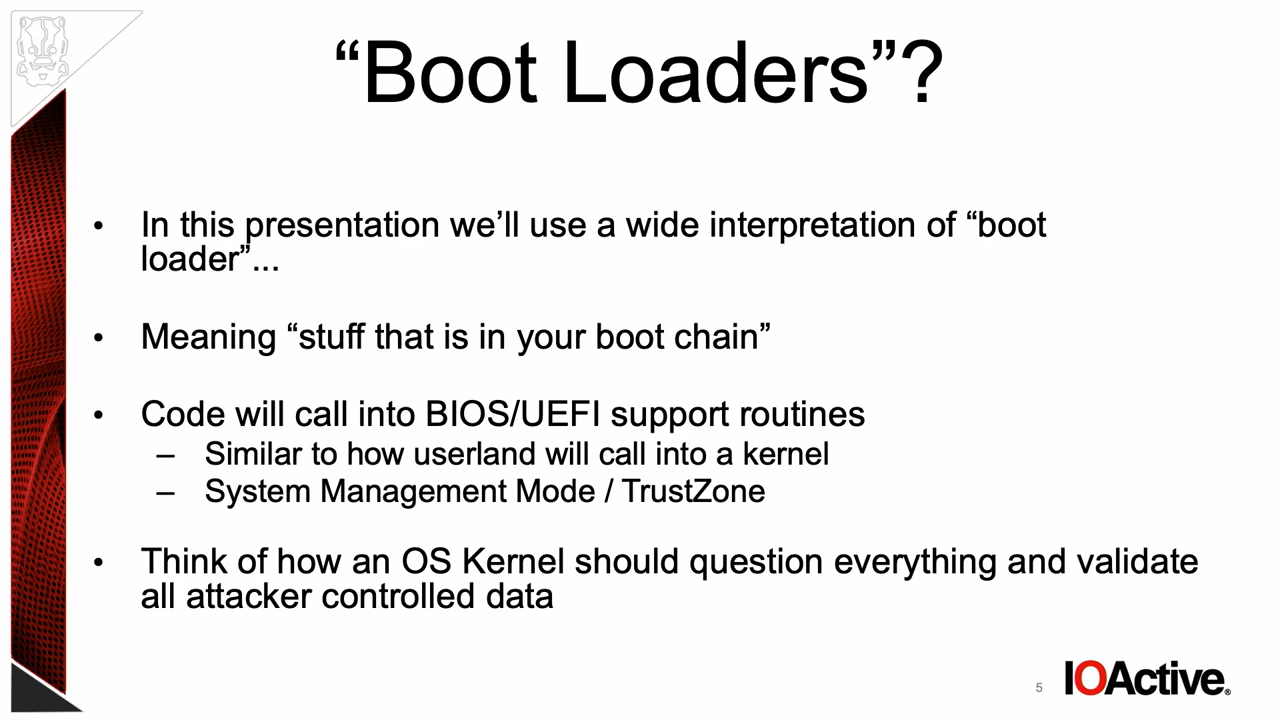 “Boot Loaders”?
• In this presentation we’ll use a wide interpretation of “boot
loader”...
• Meaning “stuff that is in your boot chain”
• Code will call into BIOS/UEFI support routines
– Similar to how userland will call into a kernel
– System Management Mode / TrustZone
• Think of how an OS Kernel should question everything and validate
all attacker controlled data
5
IOActive®